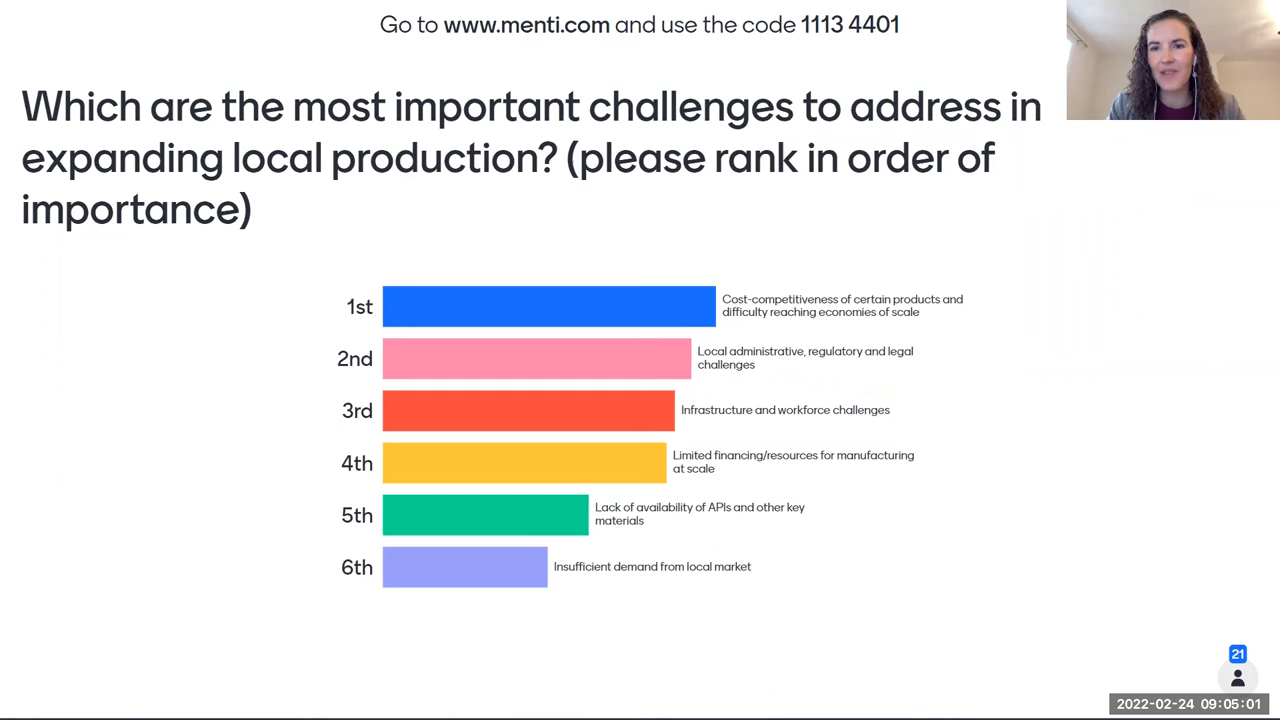 Go to www.menti.com and use the code 1113 4401
Which are the most important challenges to address in
expanding local production? (please rank in order of
importance)
1st
Cost-competitiveness of certain products and
difficulty reaching economies of scale
2nd
Local administrative, regulatory and legal
challenges
3rd
Infrastructure and workforce challenges
4th
Limited financing/resources for manufacturing
at scale
5th
Lack of availability of APIs and other key
materials
6th
Insufficient demand from local market
21
2022-02-24 09:05:01